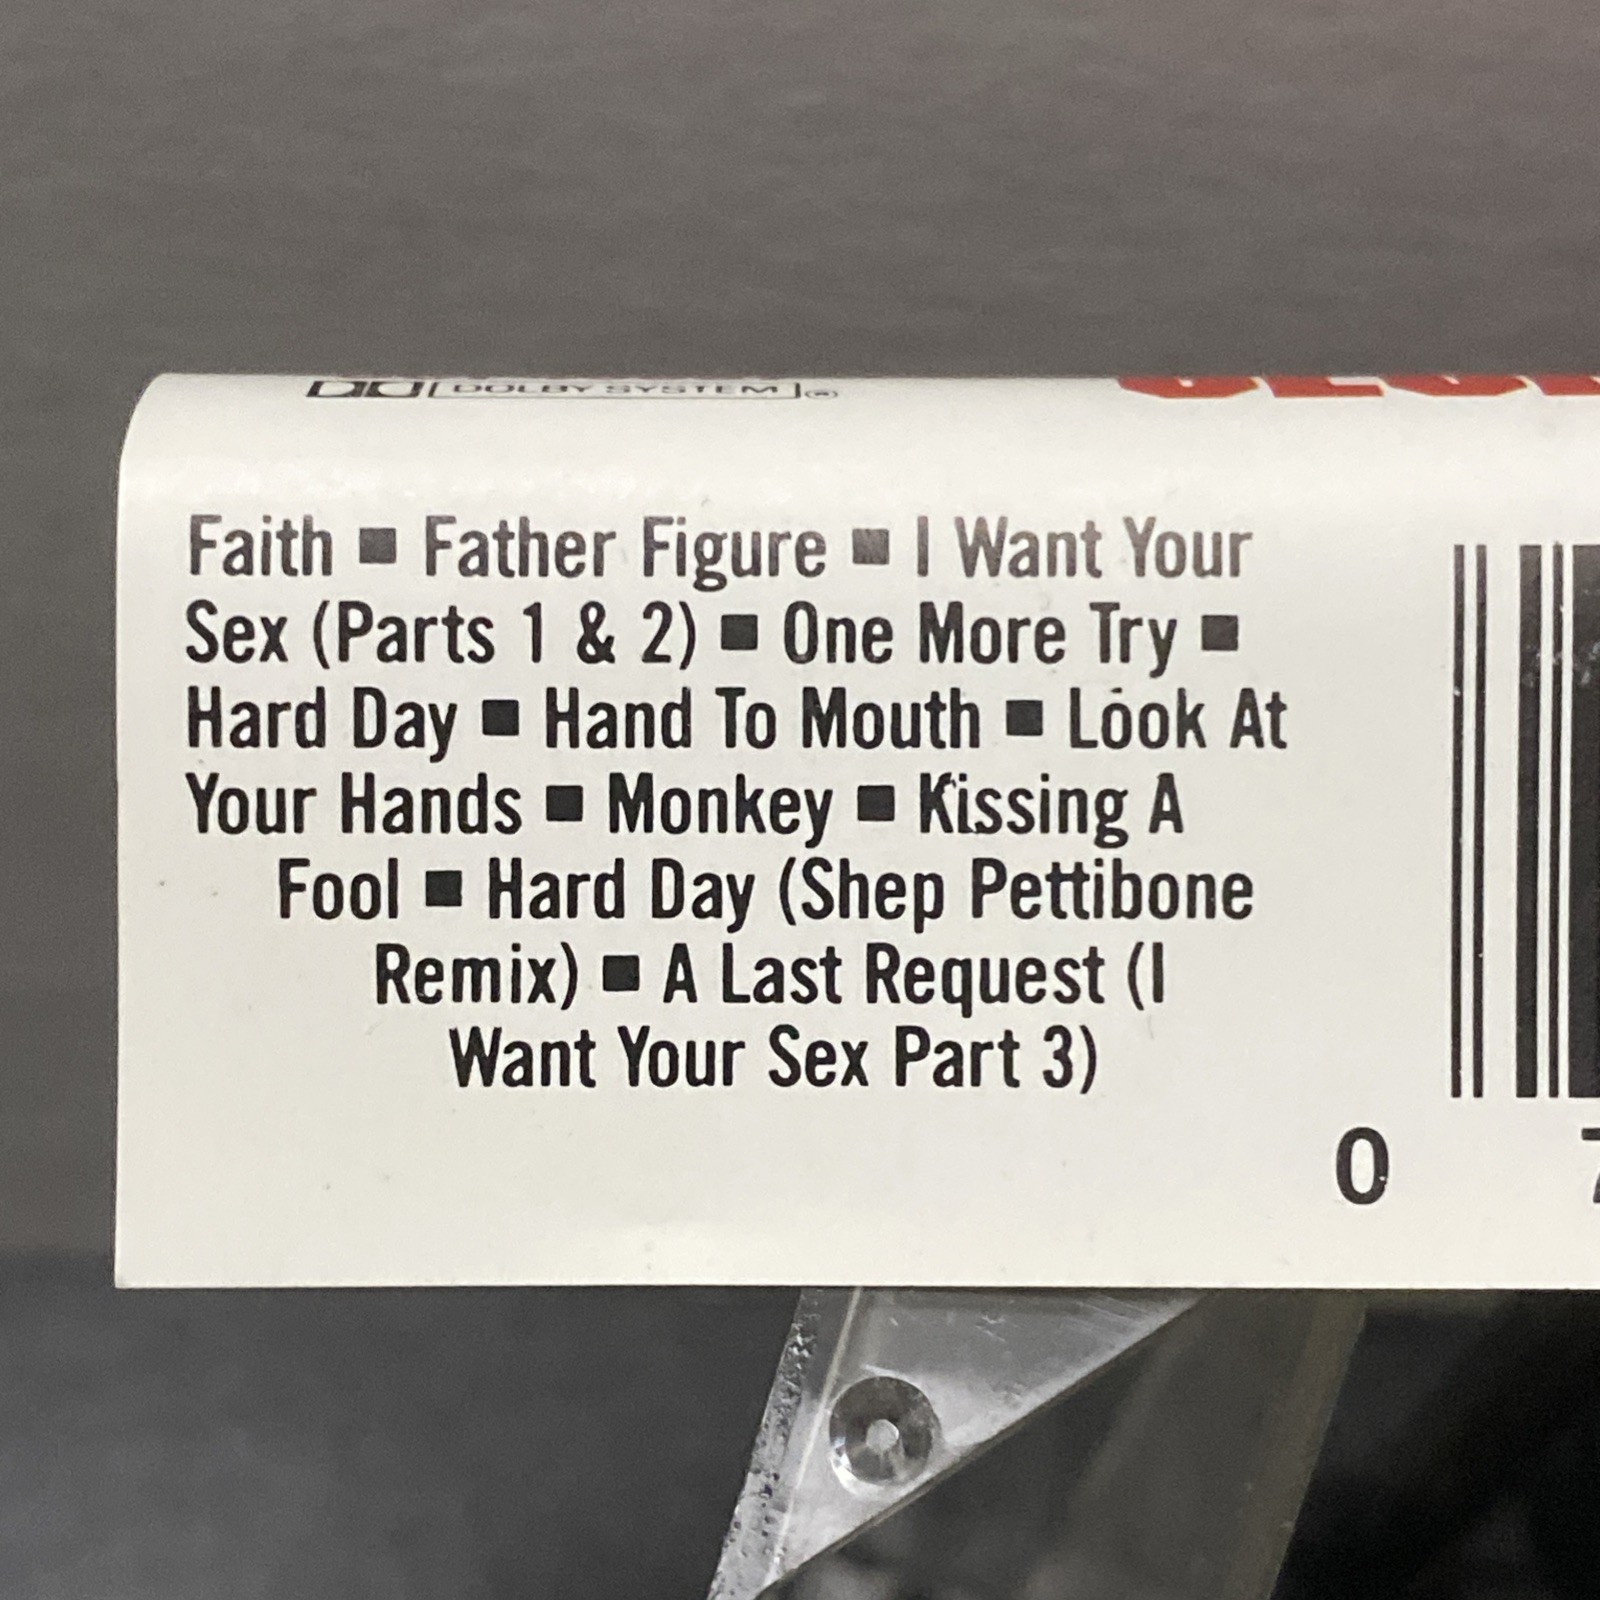 DOLBY SYSTEM ®
Faith ■ Father Figure ■ I Want Your
Sex (Parts 1 & 2) ■ One More Try ■
Hard Day ■ Hand To Mouth ■ Look At
Your Hands ■ Monkey ■ Kissing A
Fool ■ Hard Day (Shep Pettibone
Remix) ■ A Last Request (I
Want Your Sex Part 3)
0 7